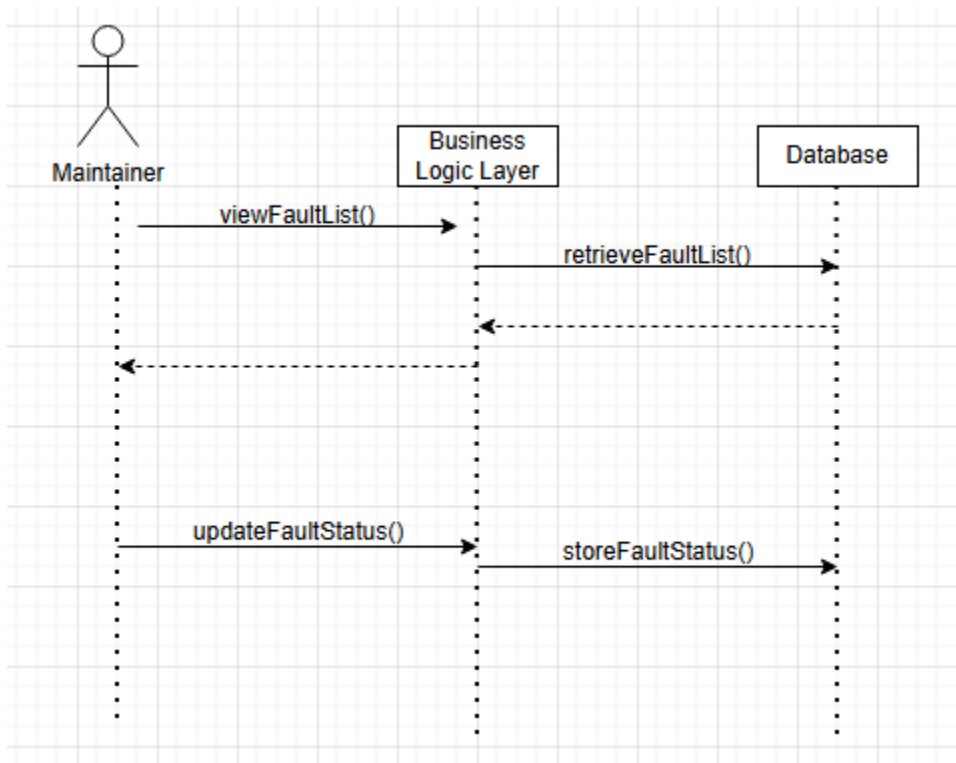 Maintainer
Business
Logic Layer
Database
viewFaultList()
retrieveFaultList()
updateFaultStatus()
storeFaultStatus()